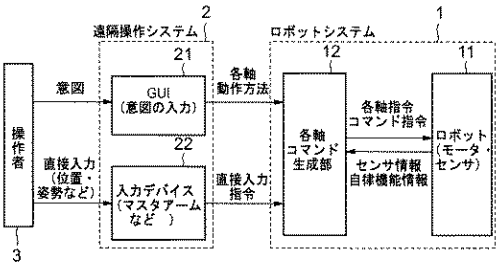 遠隔操作システム
2
ロボットシステム
1
21
12
11
意図
GUI
(意図の入力)
各軸
動作方法
操作者
各軸
コマンド
生成部
各軸指令
コマンド指令
ロボット
(モータ・
センサ)
センサ情報
自律機能情報
22
直接入力
(位置・
姿勢など)
入力デバイス
(マスタアーム
など )
直接入力
指令
3